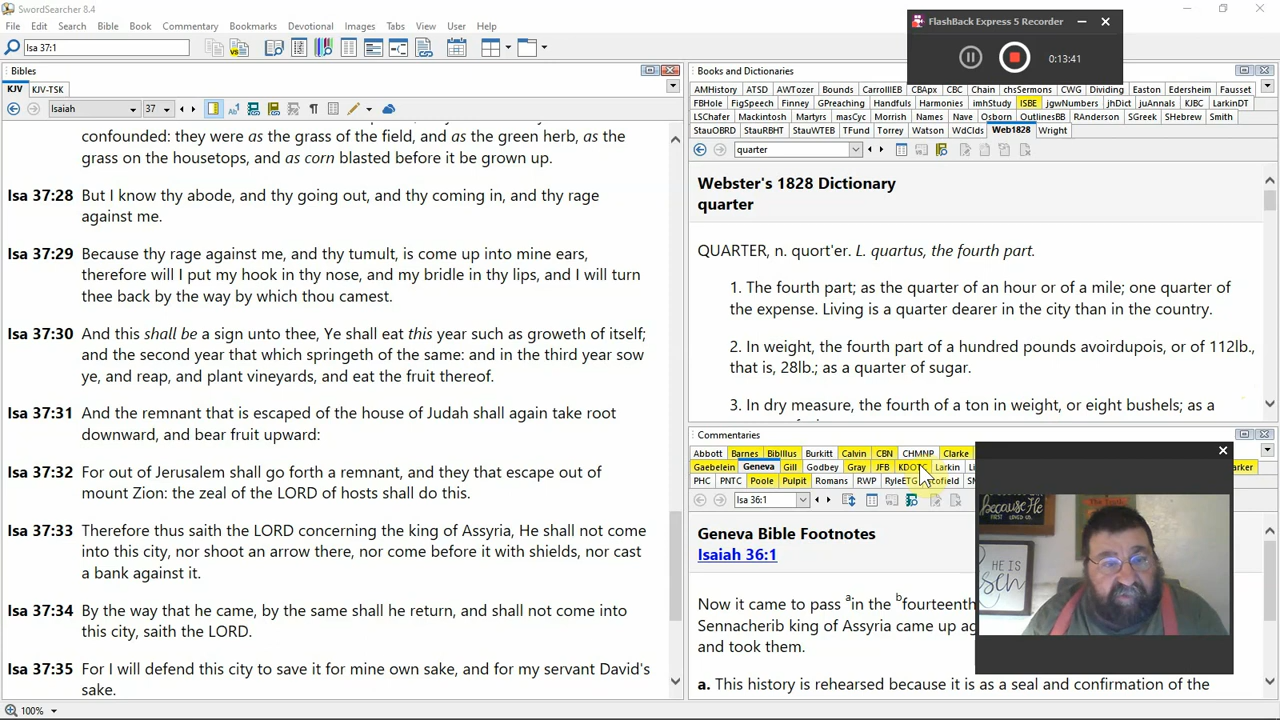 SwordSearcher 8.4
File Edit Search Bible Book Commentary Bookmarks Devotional Images Tabs View User Help
Isa 37:1
FlashBack Express 5 Recorder
0:13:41
Bibles
KJV KJV-TSK
Isaiah 37
confounded: they were as the grass of the field, and as the green herb, as the
grass on the housetops, and as corn blasted before it be grown up.
Isa 37:28 But I know thy abode, and thy going out, and thy coming in, and thy rage
against me.
Isa 37:29 Because thy rage against me, and thy tumult, is come up into mine ears,
therefore will I put my hook in thy nose, and my bridle in thy lips, and I will turn
thee back by the way by which thou camest.
Isa 37:30 And this shall be a sign unto thee, Ye shall eat this year such as groweth of itself;
and the second year that which springeth of the same: and in the third year sow
ye, and reap, and plant vineyards, and eat the fruit thereof.
Isa 37:31 And the remnant that is escaped of the house of Judah shall again take root
downward, and bear fruit upward:
Isa 37:32 For out of Jerusalem shall go forth a remnant, and they that escape out of
mount Zion: the zeal of the LORD of hosts shall do this.
Isa 37:33 Therefore thus saith the LORD concerning the king of Assyria, He shall not come
into this city, nor shoot an arrow there, nor come before it with shields, nor cast
a bank against it.
Isa 37:34 By the way that he came, by the same shall he return, and shall not come into
this city, saith the LORD.
Isa 37:35 For I will defend this city to save it for mine own sake, and for my servant David's
sake.
100%
Books and Dictionaries
AMHistory ATSD AWTozer Bounds CarrollIEB CBApx CBC Chain chsSermons CWG Dividing Easton Edersheim Fausset
FBHole FigSpeech Finney GPreaching Handfuls Harmonies imhStudy ISBE jgwNumbers jhDict juAnnals KJBC LarkinDT
LSChafer Mackintosh Martyrs masCyc Morrish Names Nave Osborn OutlinesBB RAnderson SGreek SHebrew Smith
StauOBRD StauRBHT StauWTEB TFund Torrey Watson WdClds Web1828 Wright
quarter
Webster's 1828 Dictionary
quarter
QUARTER, n. quort'er. L. quartus, the fourth part.
1. The fourth part; as the quarter of an hour or of a mile; one quarter of
the expense. Living is a quarter dearer in the city than in the country.
2. In weight, the fourth part of a hundred pounds avoirdupois, or of 112lb.,
that is, 28lb.; as a quarter of sugar.
3. In dry measure, the fourth of a ton in weight, or eight bushels; as a
Commentaries
Abbott Barnes BibIllus Burkitt Calvin CBN CHMNP Clarke
Gaebelein Geneva Gill Godbey Gray JFB Larkin
PHC PNTC Poole Pulpit Romans RWP
Isa 36:1
Geneva Bible Footnotes
Isaiah 36:1
Now it came to pass a in the b fourteenth
Sennacherib king of Assyria came up
and took them.
a. This history is rehearsed because it is as a seal and confirmation of the
because He
FIRST LOVED
HE IS